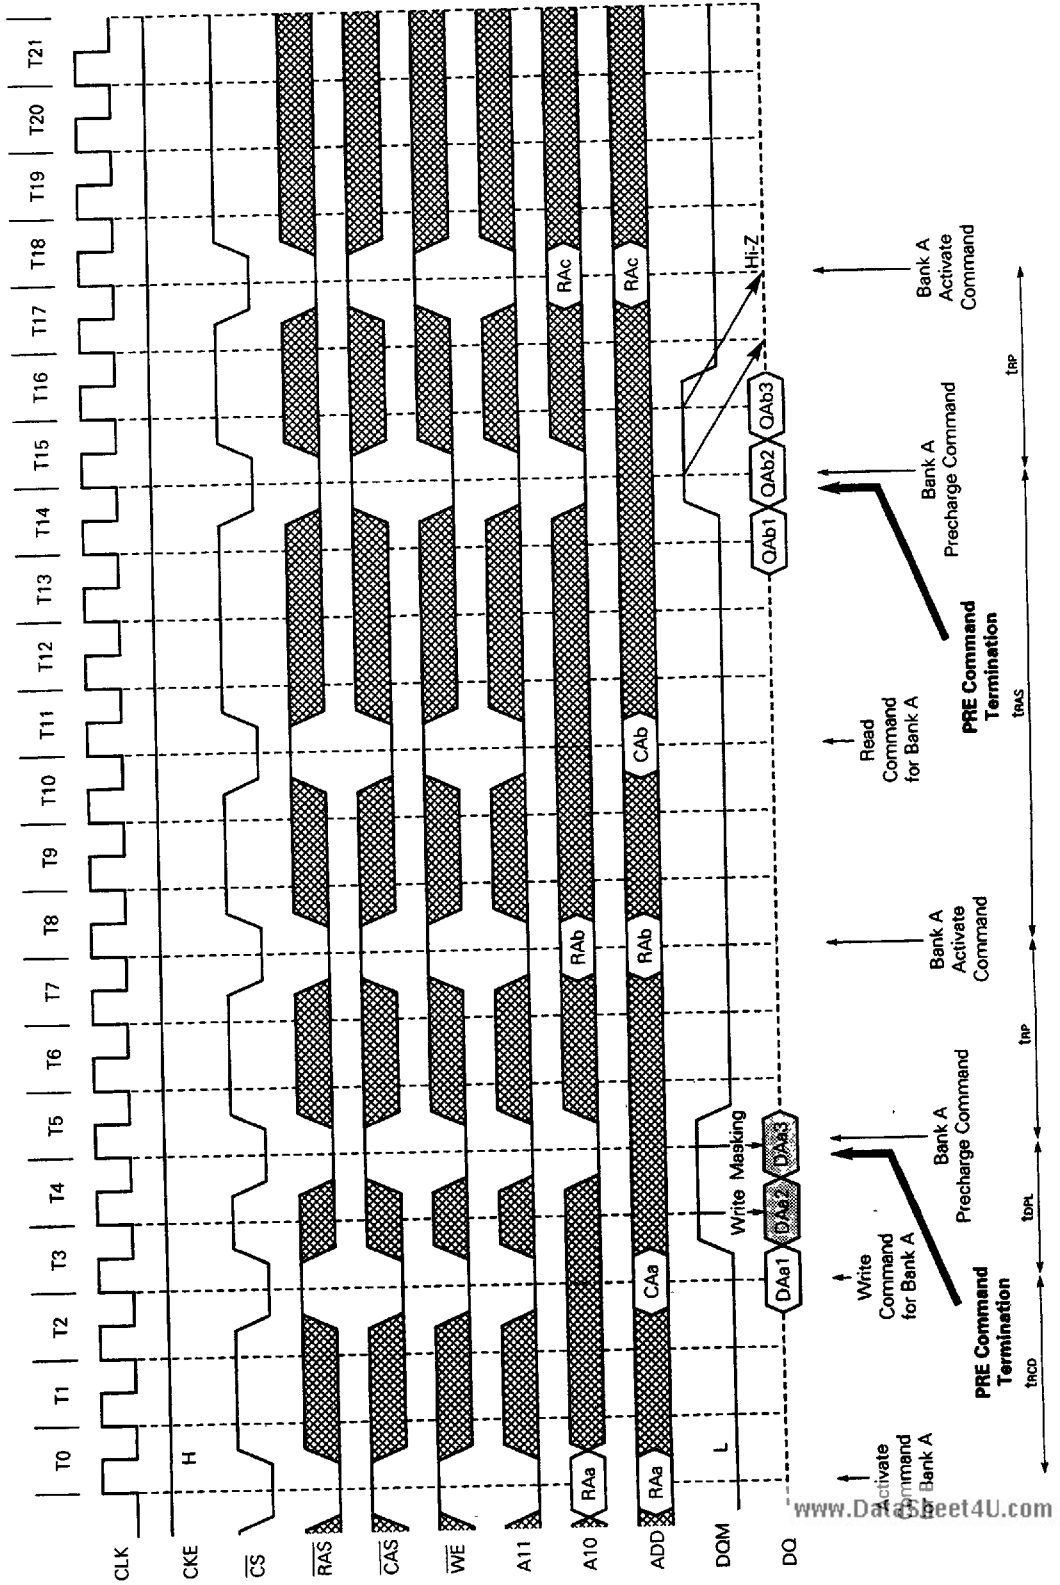 T0 T1 T2 T3 T4 T5 T6 T7 T8 T9 T10 T11 T12 T13 T14 T15 T16 T17 T18 T19 T20 T21
CLK
CKE H
CS
RAS
CAS
WE
A11
A10 RAa RAb RAc
ADD RAa CAa RAb CAb RAc
DQM L
Write Masking
Hi-Z
DQ DAa1 DAa2 DAa3 QAb1 QAb2 QAb3
Activate
Command
for Bank A
Write
Command
for Bank A
Bank A
Precharge Command
Bank A
Activate
Command
Read
Command
for Bank A
Bank A
Precharge Command
Bank A
Activate
Command
PRE Command
Termination
PRE Command
Termination
tRCD tDPL tRP tRAS tRP
www.DataSheet4U.com